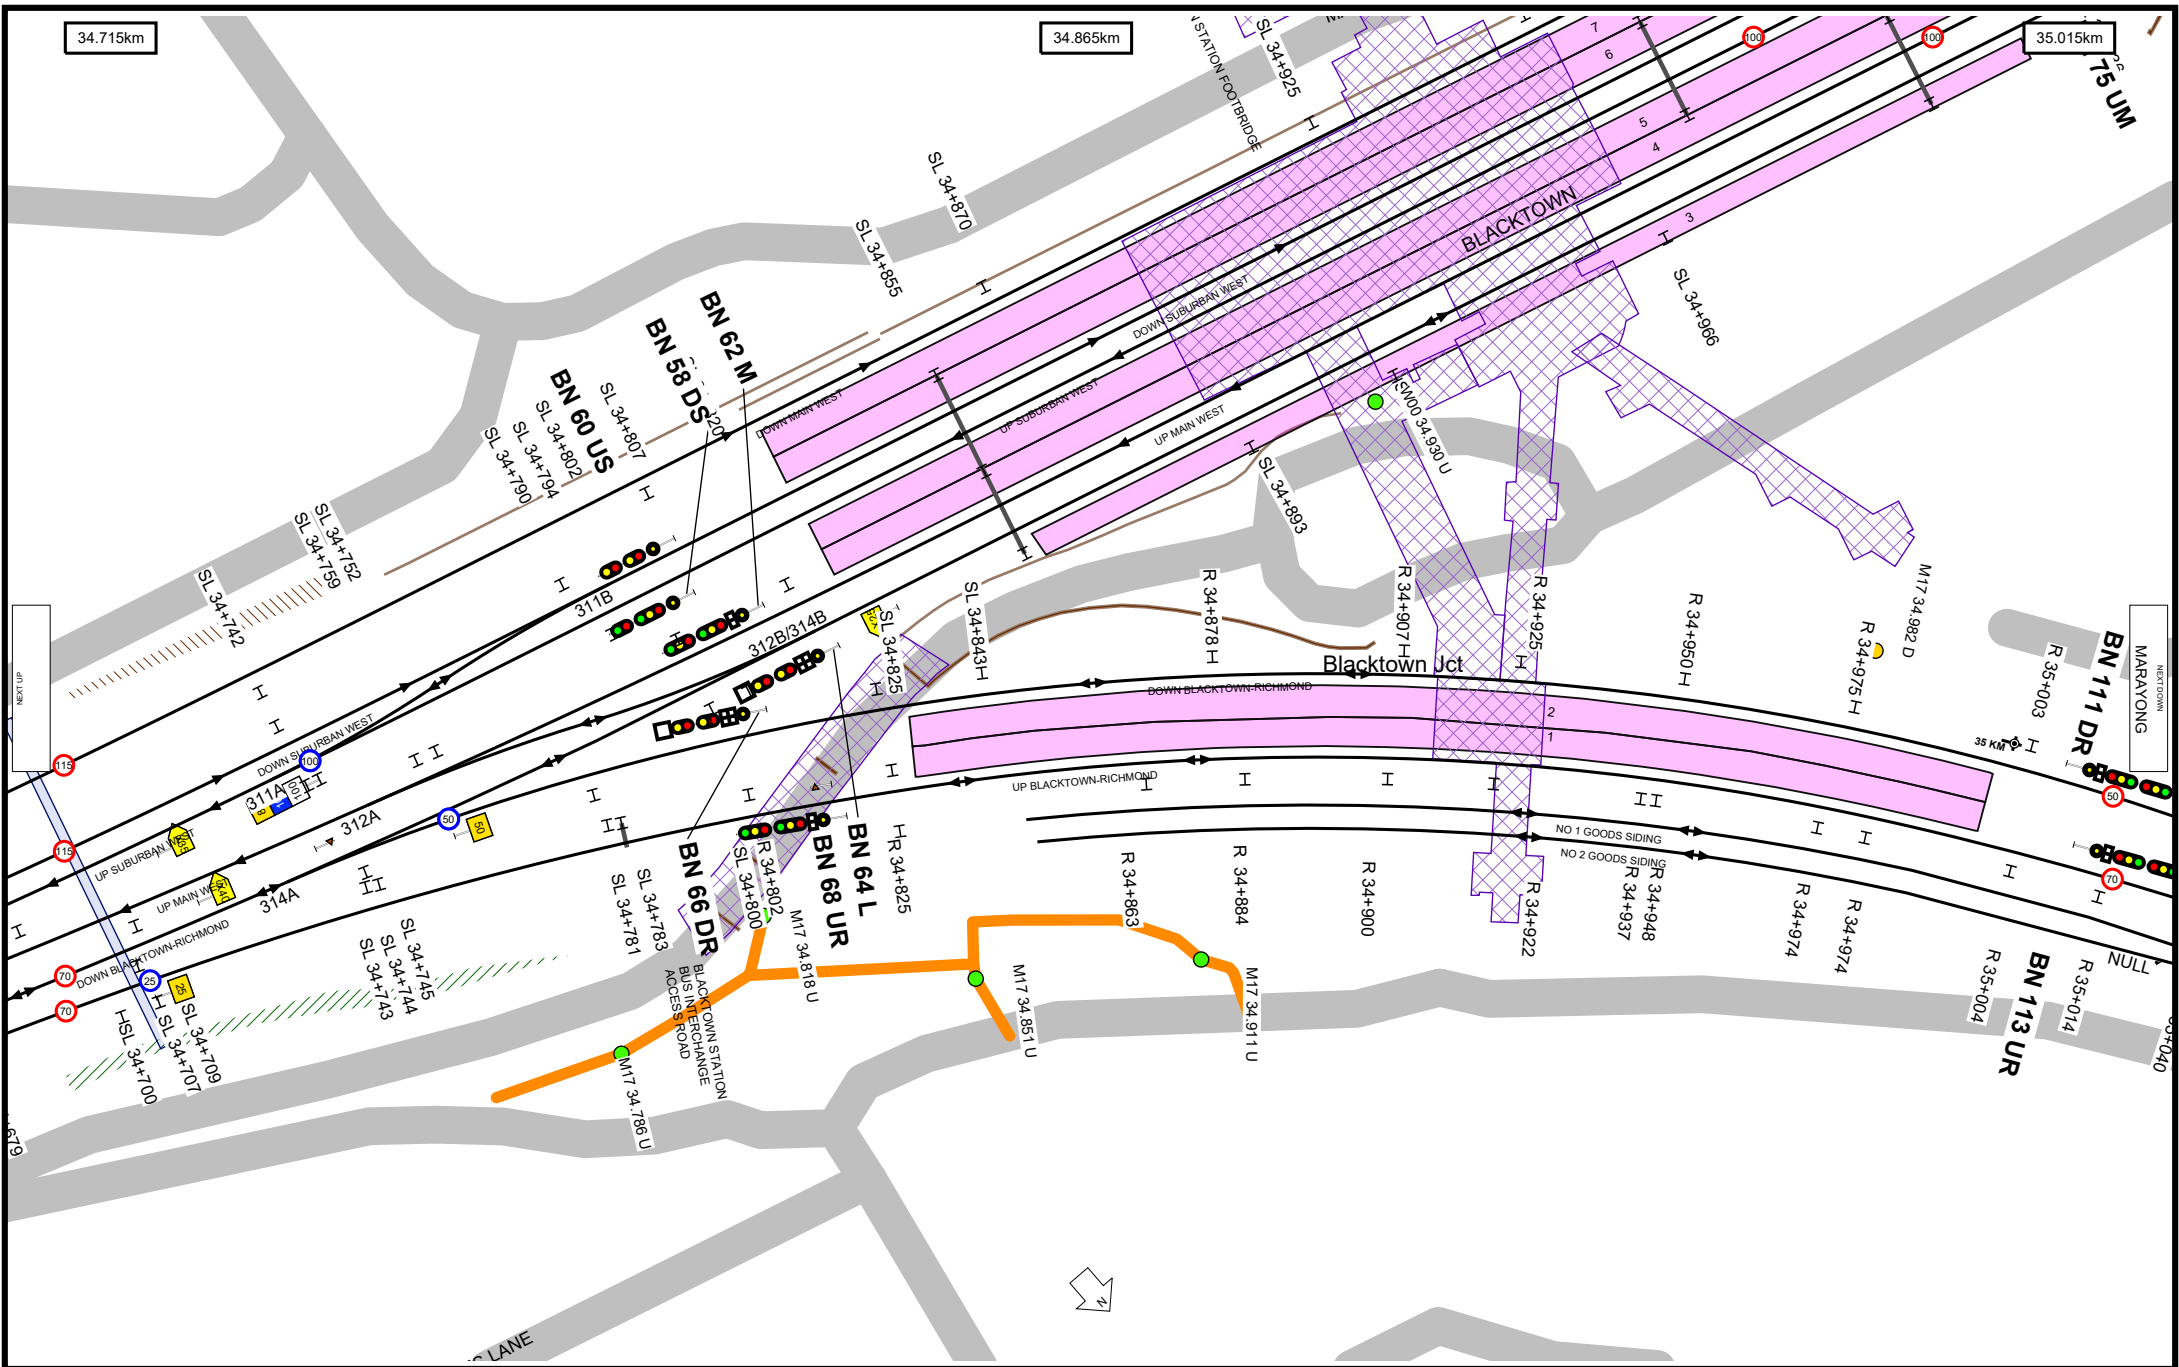 34.715km
34.865km
35.015km
N STATION FOOTBRIDGE
SL 34+925
7
6
100
100
75 UM
5
4
3
BLACKTOWN
SL 34+870
SL 34+855
SL 34+966
BN 62 M
BN 58 DS
BN 60 US
SL 34+807
SL 34+802
SL 34+794
SL 34+790
SL 34+752
SL 34+759
SL 34+742
DOWN MAIN WEST
DOWN SUBURBAN WEST
UP SUBURBAN WEST
UP MAIN WEST
SW00 34.930 U
SL 34+893
311B
312B/314B
SL 34+825
SL 34+843
R 34+878
R 34+907
R 34+925
R 34+950
R 34+975
M17 34.982 D
R 35+003
BN 111 DR
MARAYONG
NEXT DOWN
NEXT UP
Blacktown Jct
DOWN BLACKTOWN-RICHMOND
2
1
UP BLACKTOWN-RICHMOND
NO 1 GOODS SIDING
NO 2 GOODS SIDING
35 KM
50
70
115
DOWN SUBURBAN WEST
100
100
311A
312A
50
50
115
UP SUBURBAN WEST
UP MAIN WEST
314A
DOWN BLACKTOWN-RICHMOND
70
70
25
25
SL 34+709
SL 34+707
SL 34+700
SL 34+745
SL 34+744
SL 34+743
SL 34+781
SL 34+783
BN 66 DR
SL 34+800
R 34+802
BN 68 UR
BN 64 L
R 34+825
M17 34.818 U
BLACKTOWN STATION
BUS INTERCHANGE
ACCESS ROAD
M17 34.786 U
M17 34.851 U
M17 34.911 U
R 34+863
R 34+884
R 34+900
R 34+922
R 34+937
R 34+948
R 34+974
R 34+974
R 35+004
BN 113 UR
R 35+014
NULL
N
LANE